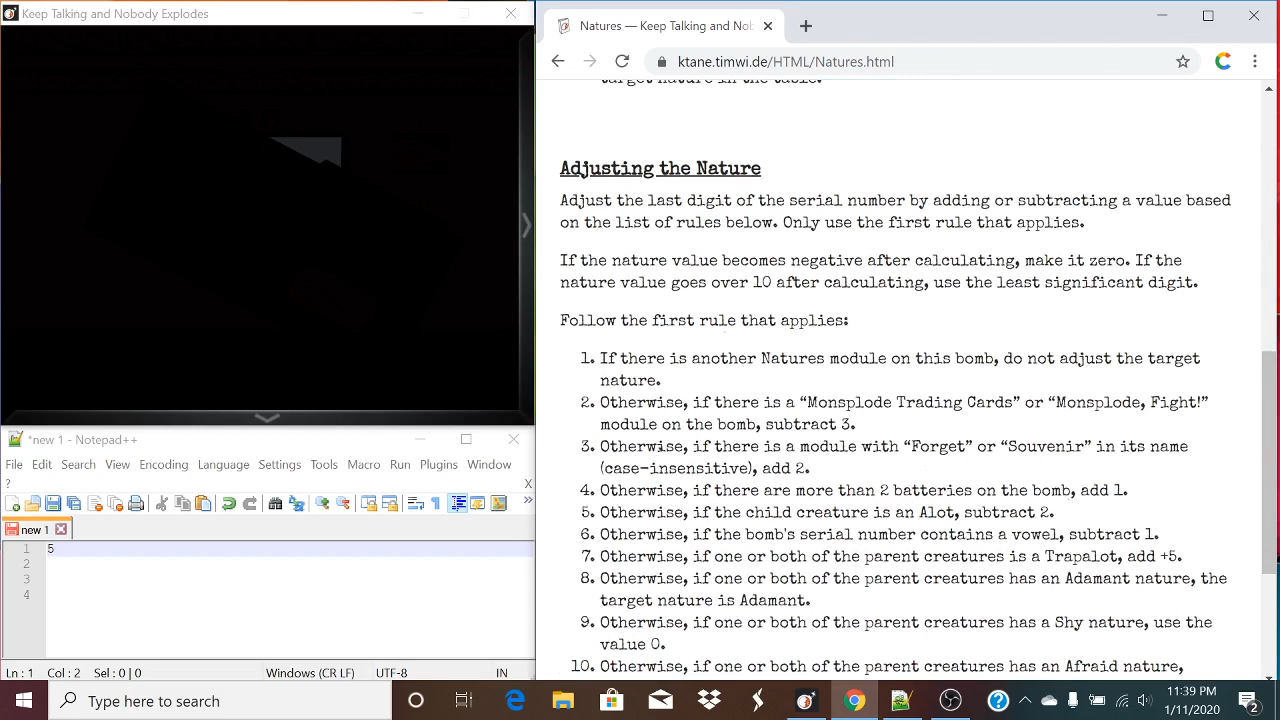 Keep Talking and Nobody Explodes
Natures — Keep Talking and Nob
ktane.timwi.de/HTML/Natures.html
target nature in the table.
Adjusting the Nature
Adjust the last digit of the serial number by adding or subtracting a value based
on the list of rules below. Only use the first rule that applies.
If the nature value becomes negative after calculating, make it zero. If the
nature value goes over 10 after calculating, use the least significant digit.
Follow the first rule that applies:
1. If there is another Natures module on this bomb, do not adjust the target
nature.
2. Otherwise, if there is a “Monsplode Trading Cards” or “Monsplode, Fight!”
module on the bomb, subtract 3.
3. Otherwise, if there is a module with “Forget” or “Souvenir” in its name
(case-insensitive), add 2.
4. Otherwise, if there are more than 2 batteries on the bomb, add 1.
5. Otherwise, if the child creature is an Alot, subtract 2.
6. Otherwise, if the bomb's serial number contains a vowel, subtract 1.
7. Otherwise, if one or both of the parent creatures is a Trapalot, add +5.
8. Otherwise, if one or both of the parent creatures has an Adamant nature, the
target nature is Adamant.
9. Otherwise, if one or both of the parent creatures has a Shy nature, use the
value 0.
10. Otherwise, if one or both of the parent creatures has an Afraid nature,
*new 1 - Notepad++
File Edit Search View Encoding Language Settings Tools Macro Run Plugins Window
? X
new 1
1 5
2
3
4
Ln : 1 Col : 2 Sel : 0 | 0 Windows (CR LF) UTF-8 IN
Type here to search
11:39 PM
1/11/2020
2